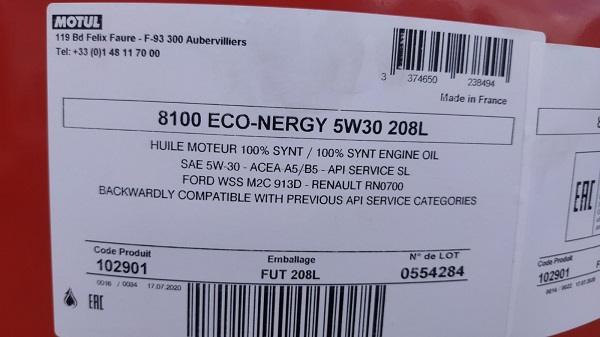 MOTUL
119 Bd Felix Faure - F-93 300 Aubervilliers
Tel: +33 (0)1 48 11 70 00
3 374650 238494
Made in France
8100 ECO-NERGY 5W30 208L
HUILE MOTEUR 100% SYNT / 100% SYNT ENGINE OIL
SAE 5W-30 - ACEA A5/B5 - API SERVICE SL
FORD WSS M2C 913D - RENAULT RN0700
BACKWARDLY COMPATIBLE WITH PREVIOUS API SERVICE CATEGORIES
Code Produit
102901
Emballage
FUT 208L
N° de LOT
0554284
0016 / 0034 17.07.2020
EAC
8
EAC
Code Produit
102901
F